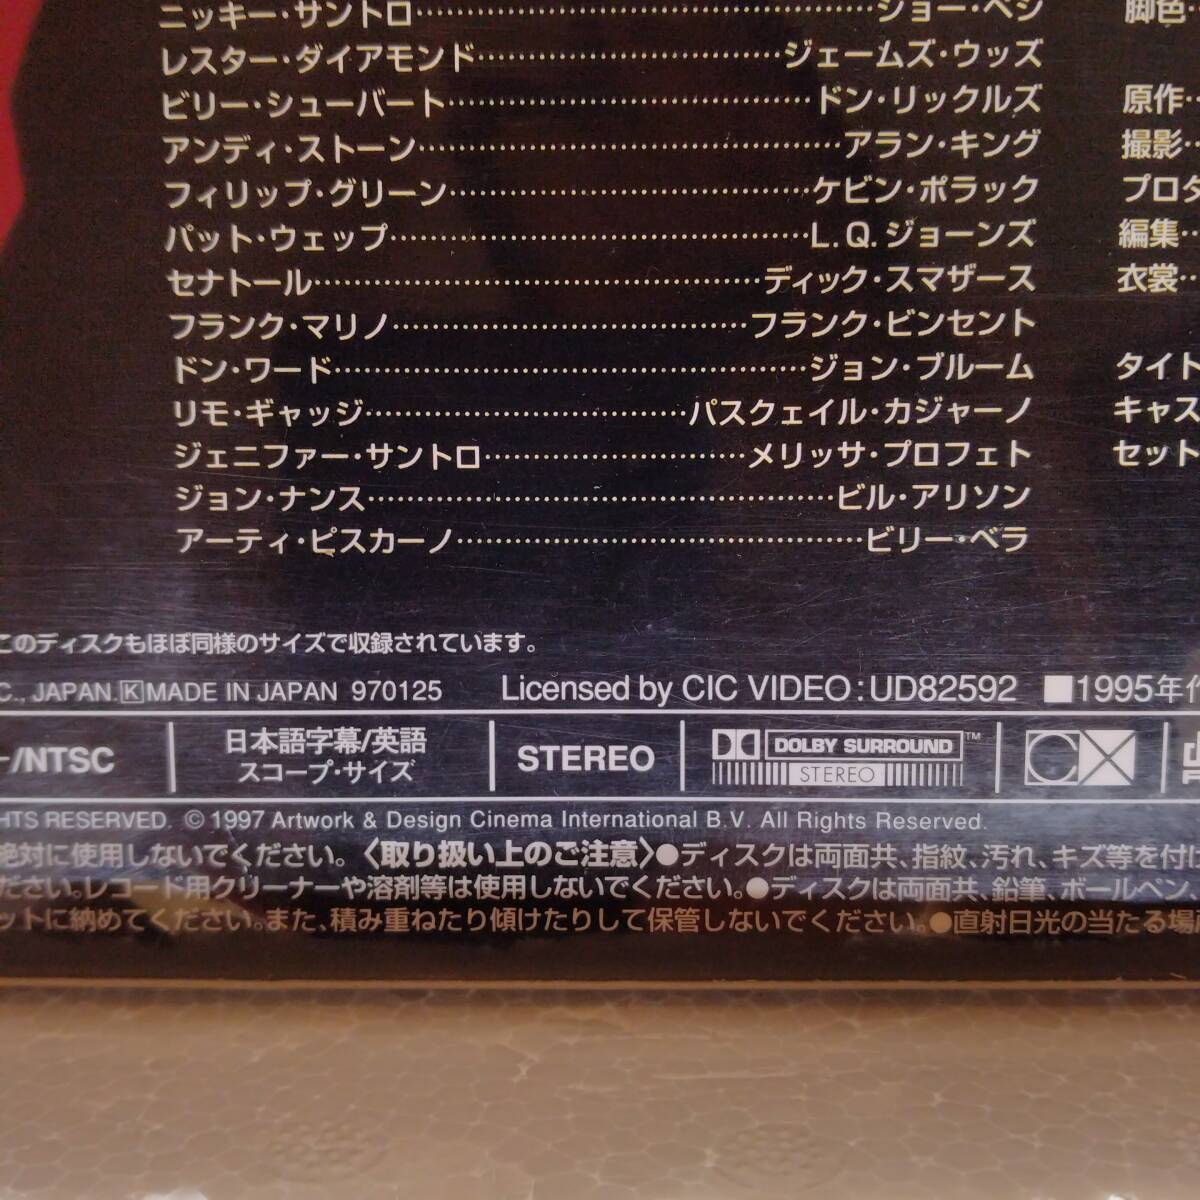 ニッキー・サントロ……ジョー・ペシ
レスター・ダイアモンド……ジェームズ・ウッズ
ビリー・シューバート……ドン・リックルズ
アンディ・ストーン……アラン・キング
フィリップ・グリーン……ケビン・ポラック
パット・ウェップ……L.Q.ジョーンズ
セナトール……ディック・スマザース
フランク・マリノ……フランク・ビンセント
ドン・ワード……ジョン・ブルーム
リモ・ギャッジ……パスクェイル・カジャーノ
ジェニファー・サントロ……メリッサ・プロフェト
ジョン・ナンス……ビル・アリソン
アーティ・ピスカーノ……ビリー・ベラ
脚色…
原作…
撮影…
プロダ
編集…
衣裳…
タイト
キャス
セット
このディスクもほぼ同様のサイズで収録されています。
C., JAPAN. K MADE IN JAPAN 970125 Licensed by CIC VIDEO:UD82592 ■1995年
/NTSC
日本語字幕/英語
スコープ・サイズ
STEREO
DOLBY SURROUND™
STEREO
CX
HTS RESERVED. © 1997 Artwork & Design Cinema International B.V. All Rights Reserved.
絶対に使用しないでください。〈取り扱い上のご注意〉●ディスクは両面共、指紋、汚れ、キズ等を付け
ださい。レコード用クリーナーや溶剤等は使用しないでください。●ディスクは両面共、鉛筆、ボールペン、
ットに納めてください。また、積み重ねたり傾けたりして保管しないでください。●直射日光の当たる場所